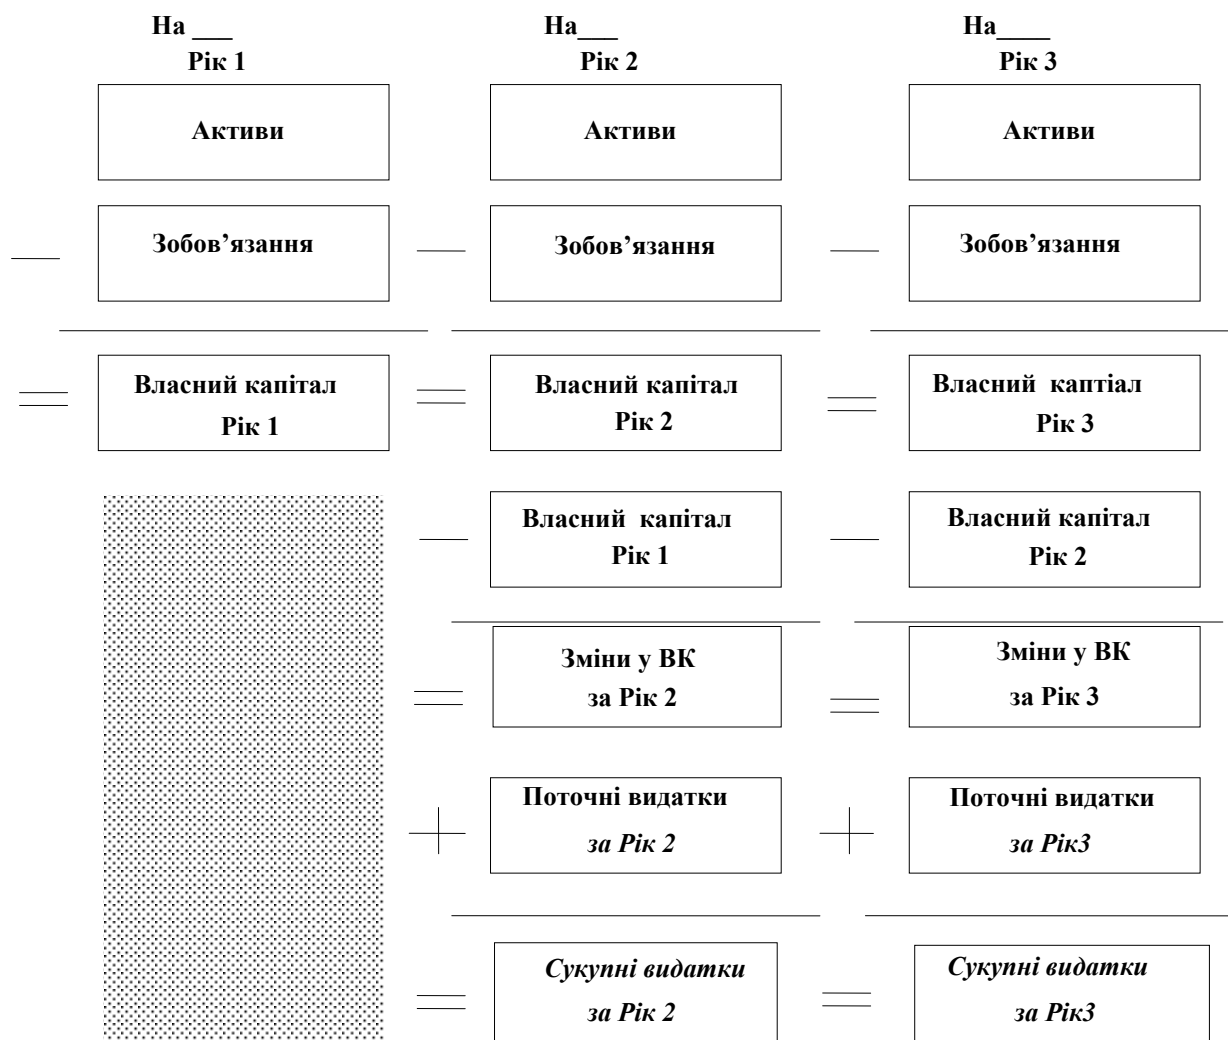 На ___
На___
На____
Рік 1
Рік 2
Рік 3
Активи
Активи
Активи
Зобов’язання
Зобов’язання
Зобов’язання
Власний капітал
Рік 1
Власний капітал
Рік 2
Власний каптіал
Рік 3
Власний капітал
Рік 1
Власний капітал
Рік 2
Зміни у ВК
за Рік 2
Зміни у ВК
за Рік 3
Поточні видатки
за Рік 2
Поточні видатки
за Рік3
Сукупні видатки
за Рік 2
Сукупні видатки
за Рік3